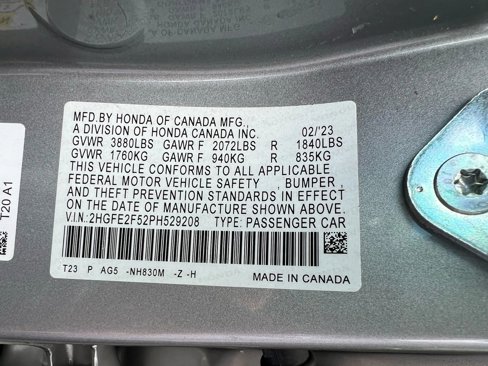 MFD.BY HONDA OF CANADA MFG.,
A DIVISION OF HONDA CANADA INC. 02/'23
GVWR 3880LBS GAWR F 2072LBS R 1840LBS
GVWR 1760KG GAWR F 940KG R 835KG
THIS VEHICLE CONFORMS TO ALL APPLICABLE
FEDERAL MOTOR VEHICLE SAFETY , BUMPER ,
AND THEFT PREVENTION STANDARDS IN EFFECT
ON THE DATE OF MANUFACTURE SHOWN ABOVE.
V.I.N.: 2HGFE2F52PH529208 TYPE: PASSENGER CAR
T23 P AG5 -NH830M -Z -H
MADE IN CANADA
T20 A1